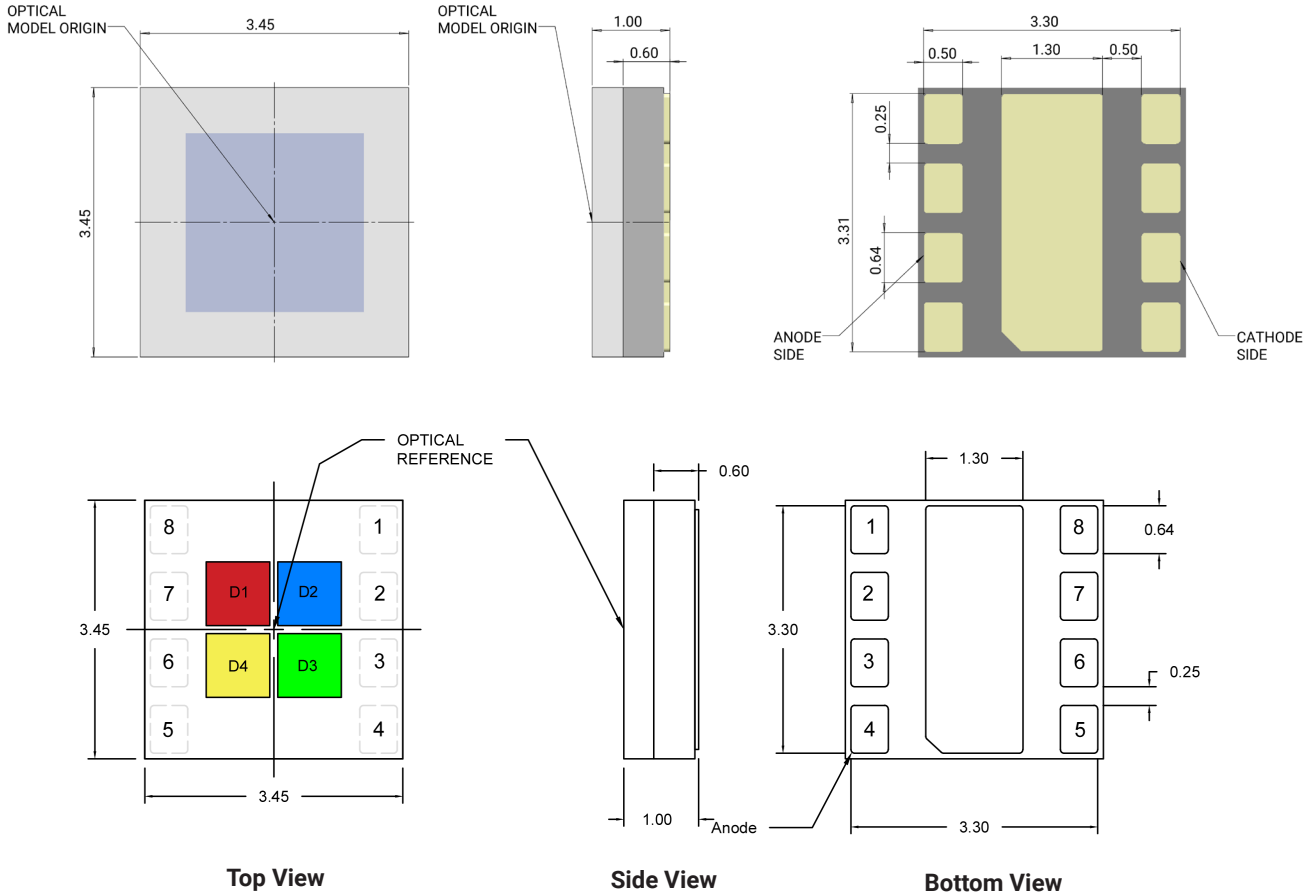 OPTICAL
MODEL ORIGIN
3.45
3.45
OPTICAL
MODEL ORIGIN
1.00
0.60
3.30
0.50
1.30
0.50
0.25
3.31
0.64
ANODE
SIDE
CATHODE
SIDE
OPTICAL
REFERENCE
8
1
7
D1
D2
2
3.45
6
D4
D3
3
5
4
3.45
Top View
0.60
1.00
Side View
1.30
1
8
0.64
2
7
3.30
3
6
0.25
4
5
Anode
3.30
Bottom View